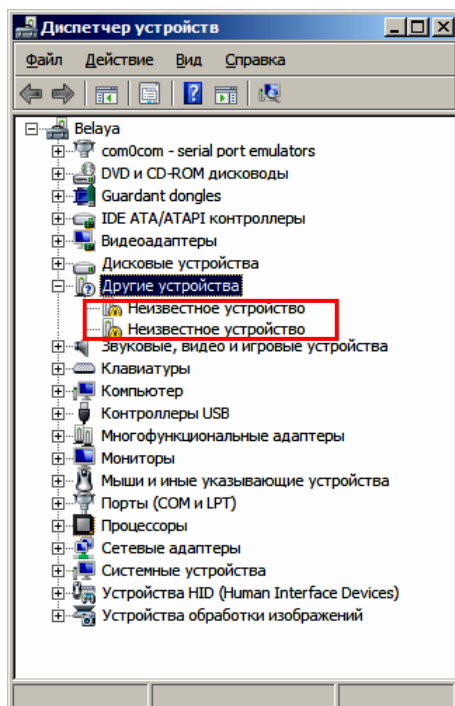 Диспетчер устройств
Файл Действие Вид Справка
Belaya
com0com - serial port emulators
DVD и CD-ROM дисководы
Guardant dongles
IDE ATA/ATAPI контроллеры
Видеоадаптеры
Дисковые устройства
Другие устройства
Неизвестное устройство
Неизвестное устройство
Звуковые, видео и игровые устройства
Клавиатуры
Компьютер
Контроллеры USB
Многофункциональные адаптеры
Мониторы
Мыши и иные указывающие устройства
Порты (COM и LPT)
Процессоры
Сетевые адаптеры
Системные устройства
Устройства HID (Human Interface Devices)
Устройства обработки изображений